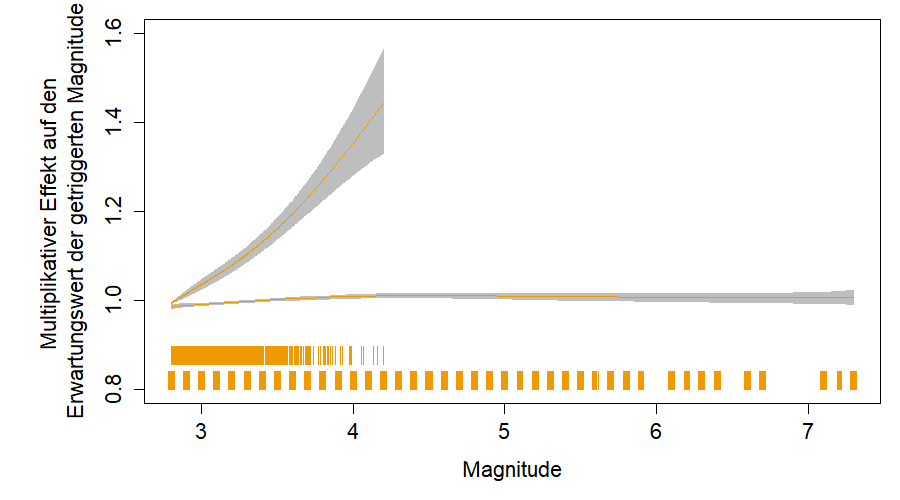 Multiplikativer Effekt auf den
Erwartungswert der getriggerten Magnitude
1.6
1.4
1.2
1.0
0.8
3 4 5 6 7
Magnitude